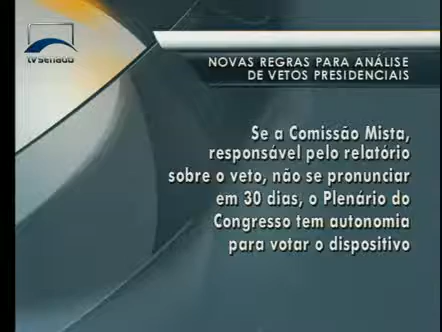 tv senado
NOVAS REGRAS PARA ANÁLISE
DE VETOS PRESIDENCIAIS
Se a Comissão Mista,
responsável pelo relatório
sobre o veto, não se pronunciar
em 30 dias, o Plenário do
Congresso tem autonomia
para votar o dispositivo